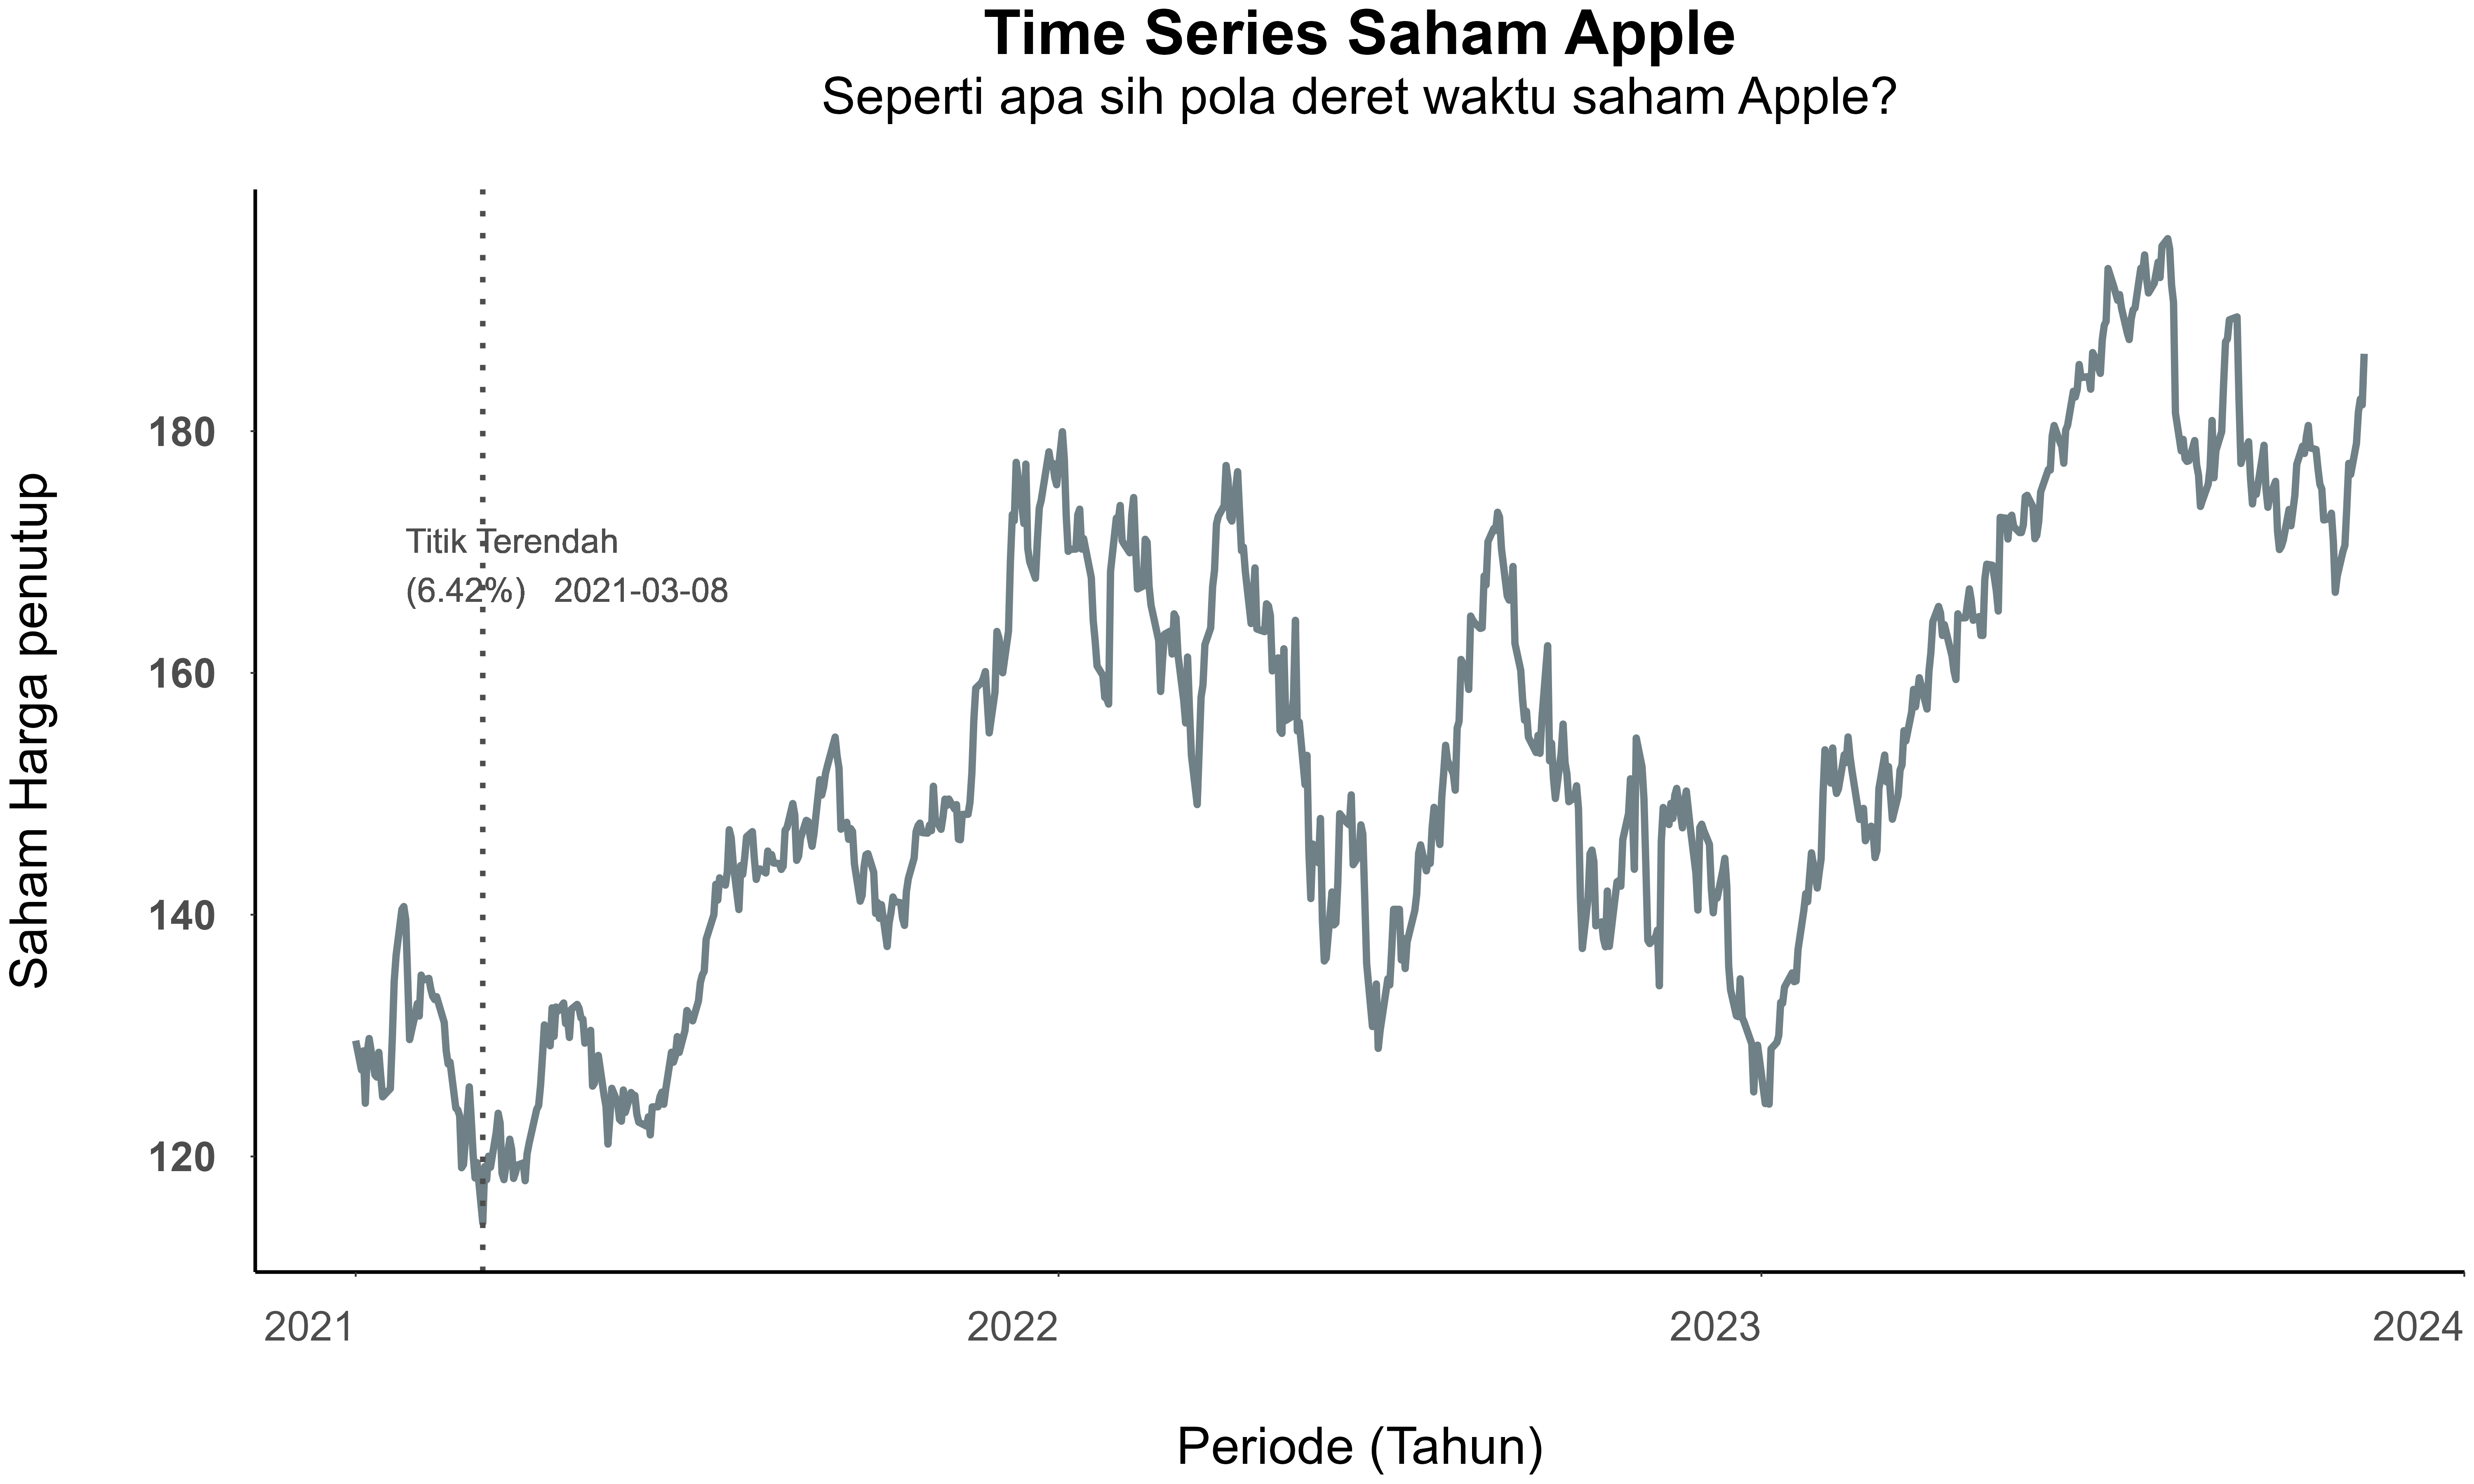 Time Series Saham Apple
Seperti apa sih pola deret waktu saham Apple?
Saham Harga penutup
180
160
140
120
Titik Terendah
(6.42%) 2021-03-08
2021
2022
2023
2024
Periode (Tahun)